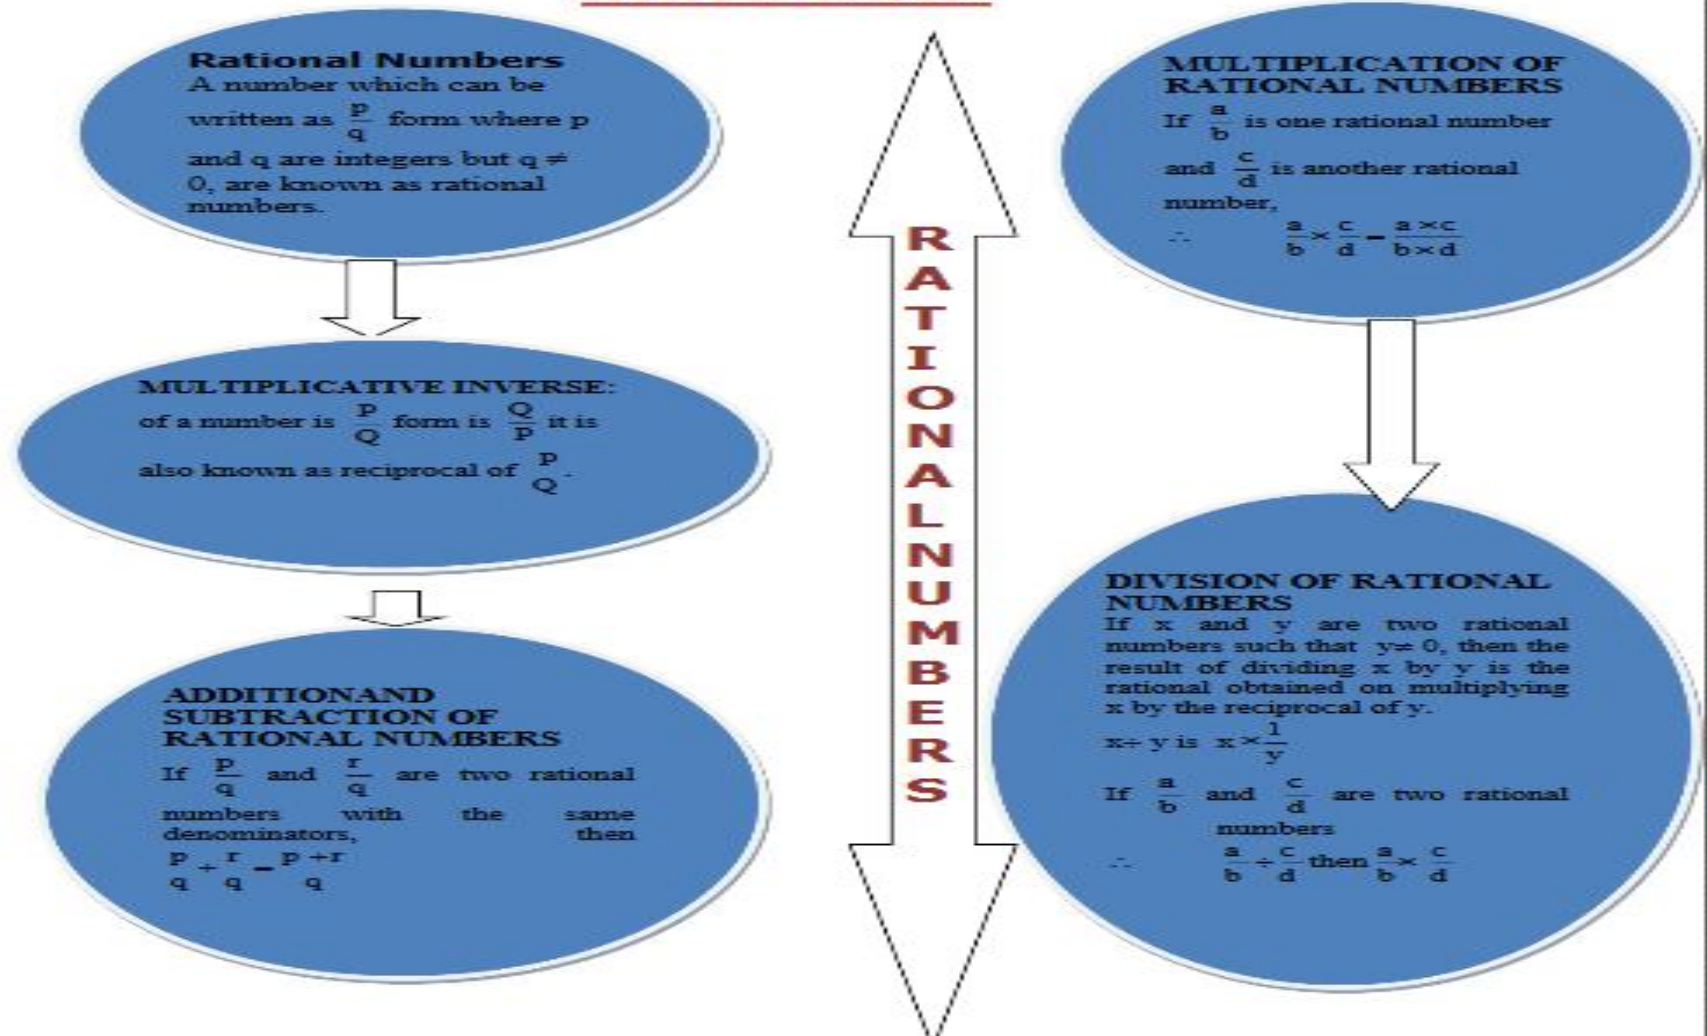 Rational Numbers
A number which can be
written as p/q form where p
and q are integers but q ≠
0, are known as rational
numbers.
MULTIPLICATIVE INVERSE:
of a number is P/Q form is Q/P it is
also known as reciprocal of P/Q.
ADDITIONAND
SUBTRACTION OF
RATIONAL NUMBERS
If p/q and r/q are two rational
numbers with the same
denominators, then
p/q + r/q = p +r/q
RATIONALNUMBERS
MULTIPLICATION OF
RATIONAL NUMBERS
If a/b is one rational number
and c/d is another rational
number,
∴ a/b × c/d = a×c/b×d
DIVISION OF RATIONAL
NUMBERS
If x and y are two rational
numbers such that y≠ 0, then the
result of dividing x by y is the
rational obtained on multiplying
x by the reciprocal of y.
x÷ y is x×1/y
If a/b and c/d are two rational
numbers
∴ a/b ÷ c/d then a/b × c/d